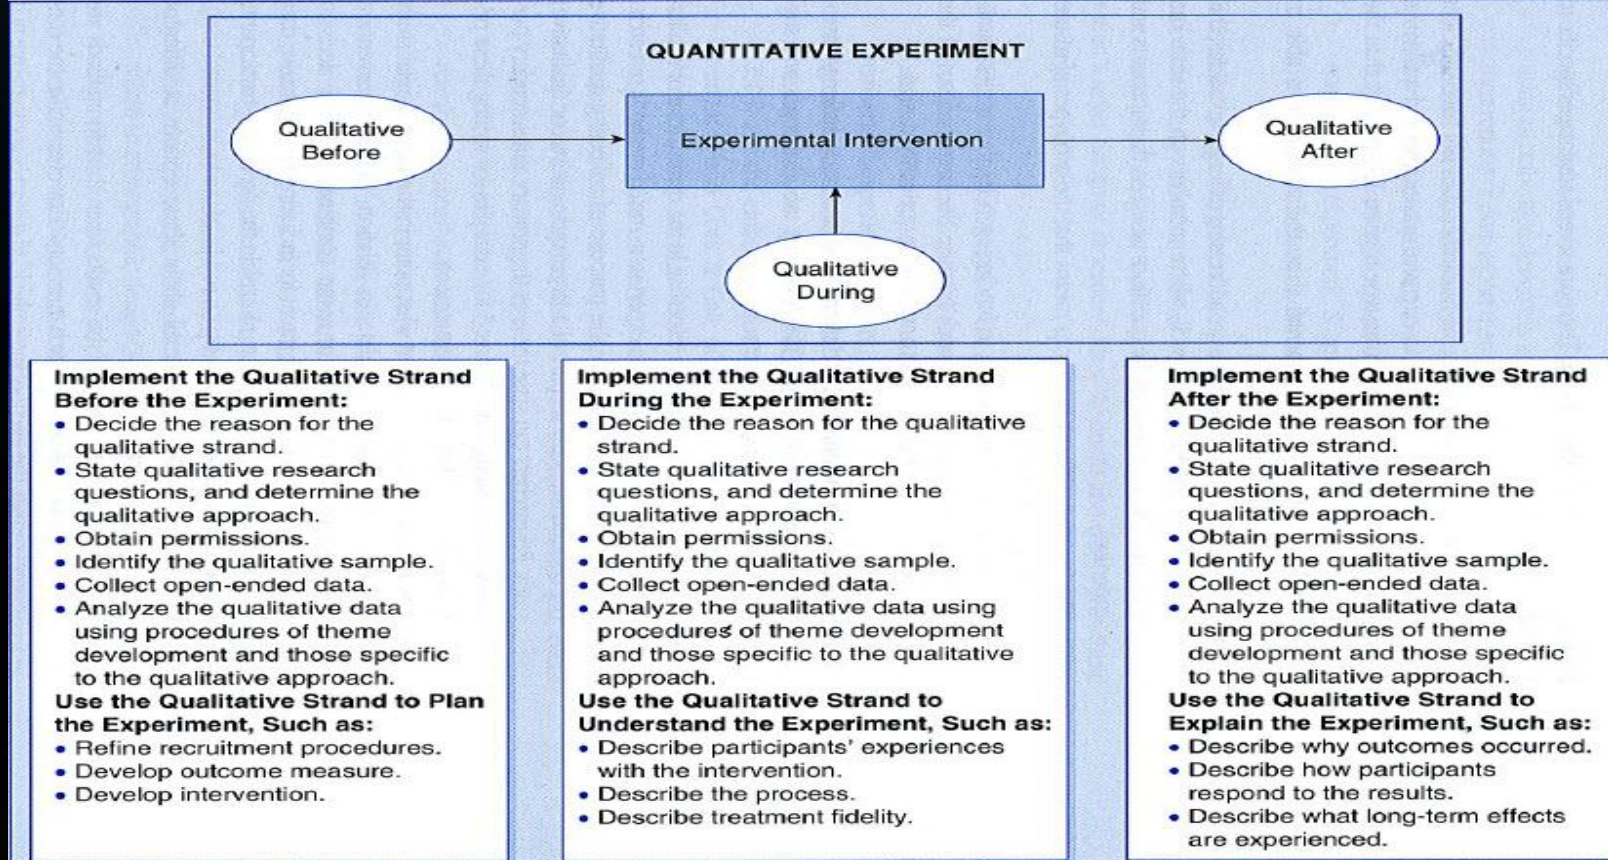 QUANTITATIVE EXPERIMENT
Qualitative
Before
Experimental Intervention
Qualitative
After
Qualitative
During
Implement the Qualitative Strand
Before the Experiment:
• Decide the reason for the
qualitative strand.
• State qualitative research
questions, and determine the
qualitative approach.
• Obtain permissions.
• Identify the qualitative sample.
• Collect open-ended data.
• Analyze the qualitative data
using procedures of theme
development and those specific
to the qualitative approach.
Use the Qualitative Strand to Plan
the Experiment, Such as:
• Refine recruitment procedures.
• Develop outcome measure.
• Develop intervention.
Implement the Qualitative Strand
During the Experiment:
• Decide the reason for the qualitative
strand.
• State qualitative research
questions, and determine the
qualitative approach.
• Obtain permissions.
• Identify the qualitative sample.
• Collect open-ended data.
• Analyze the qualitative data using
procedures of theme development
and those specific to the qualitative
approach.
Use the Qualitative Strand to
Understand the Experiment, Such as:
• Describe participants' experiences
with the intervention.
• Describe the process.
• Describe treatment fidelity.
Implement the Qualitative Strand
After the Experiment:
• Decide the reason for the
qualitative strand.
• State qualitative research
questions, and determine the
qualitative approach.
• Obtain permissions.
• Identify the qualitative sample.
• Collect open-ended data.
• Analyze the qualitative data
using procedures of theme
development and those specific
to the qualitative approach.
Use the Qualitative Strand to
Explain the Experiment, Such as:
• Describe why outcomes occurred.
• Describe how participants
respond to the results.
• Describe what long-term effects
are experienced.